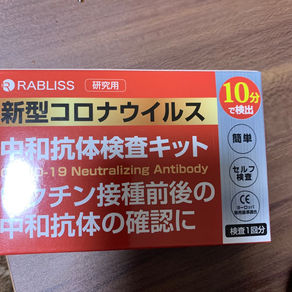 RABLISS
研究用
新型コロナウイルス
中和抗体検査キット
-19 Neutralizing Antibody
クチン接種前後の
中和抗体の確認に
10分
で検出
簡単
セルフ
検査
CE
検査1回分